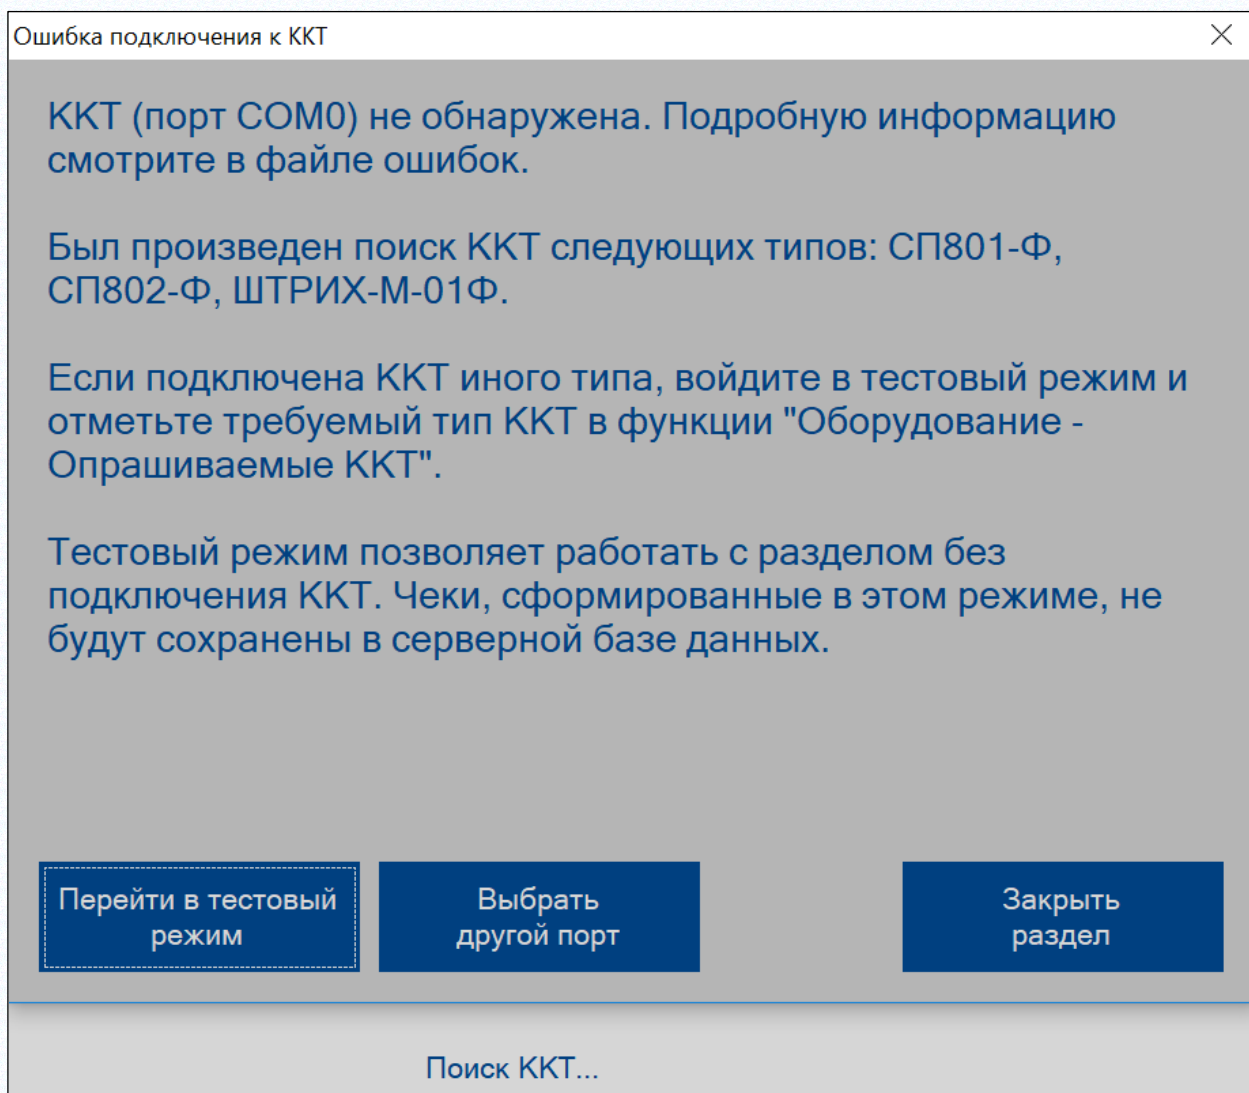 Ошибка подключения к ККТ
ККТ (порт COM0) не обнаружена. Подробную информацию
смотрите в файле ошибок.
Был произведен поиск ККТ следующих типов: СП801-Ф,
СП802-Ф, ШТРИХ-М-01Ф.
Если подключена ККТ иного типа, войдите в тестовый режим и
отметьте требуемый тип ККТ в функции "Оборудование -
Опрашиваемые ККТ".
Тестовый режим позволяет работать с разделом без
подключения ККТ. Чеки, сформированные в этом режиме, не
будут сохранены в серверной базе данных.
Перейти в тестовый
режим
Выбрать
другой порт
Закрыть
раздел
Поиск ККТ...